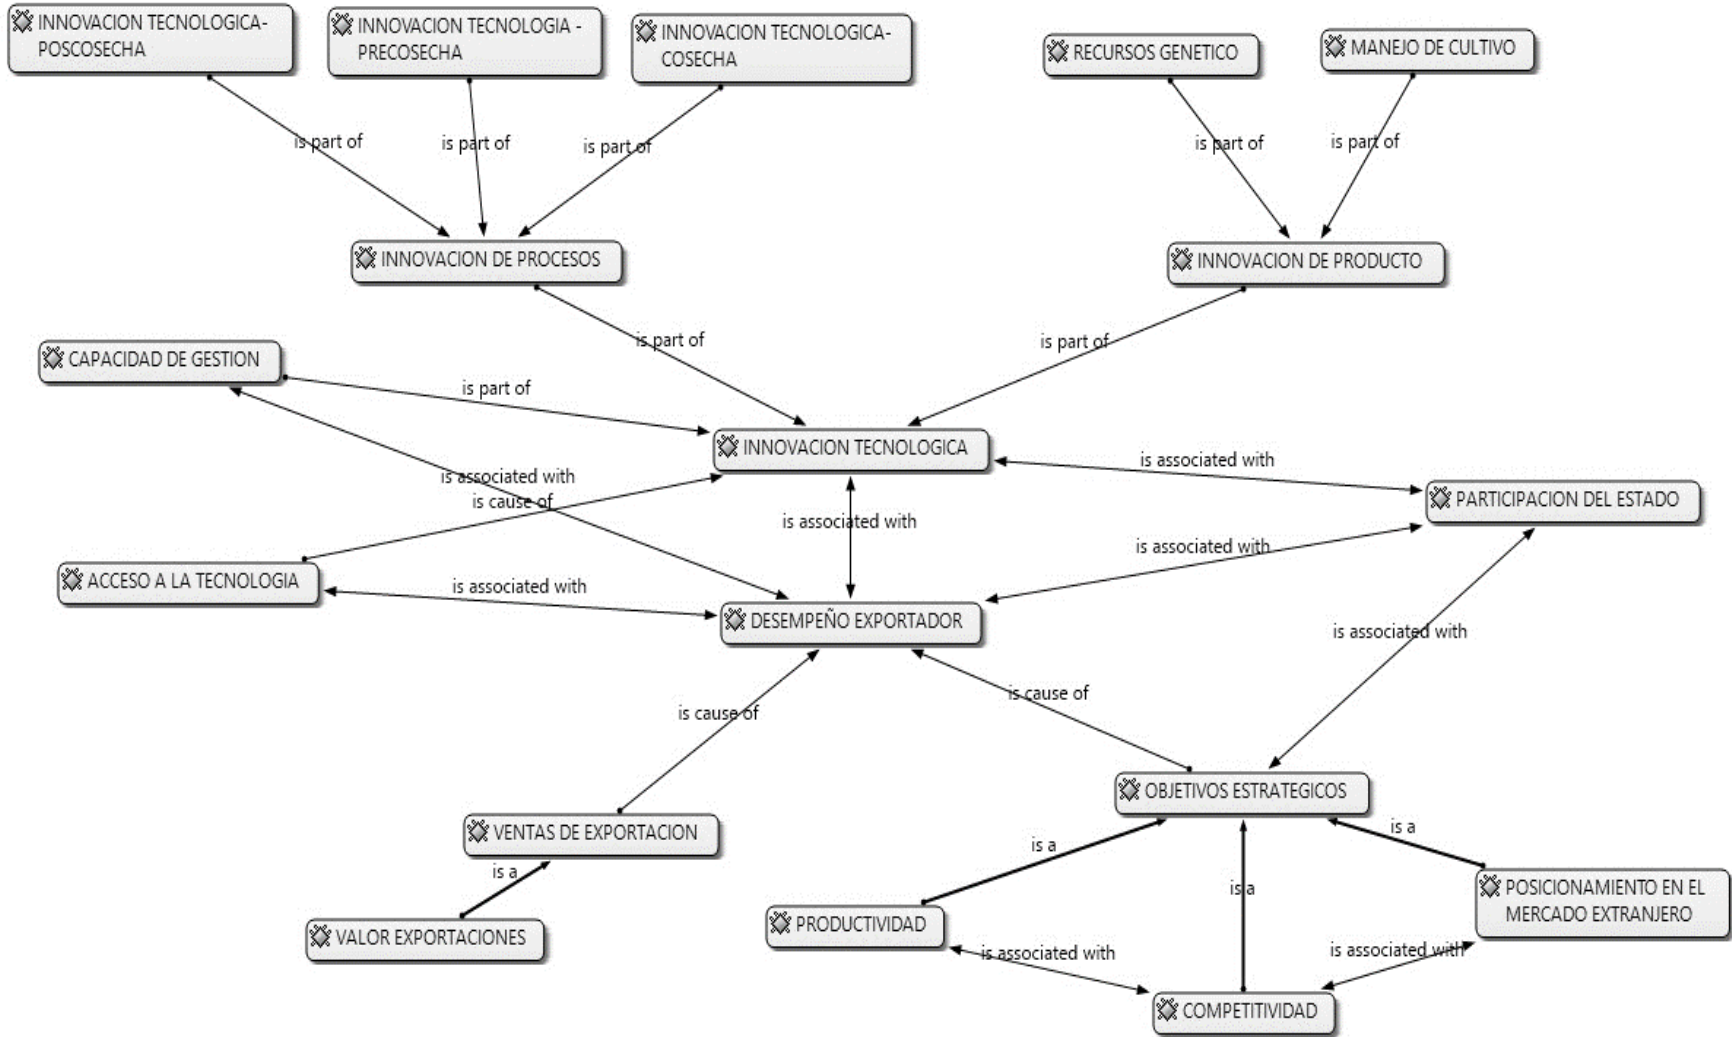 INNOVACION TECNOLOGICA-
POSCOSECHA
INNOVACION TECNOLOGIA -
PRECOSECHA
INNOVACION TECNOLOGICA-
COSECHA
RECURSOS GENETICO
MANEJO DE CULTIVO
is part of
is part of
is part of
is part of
is part of
INNOVACION DE PROCESOS
INNOVACION DE PRODUCTO
is part of
is part of
CAPACIDAD DE GESTION
is part of
INNOVACION TECNOLOGICA
is associated with
is associated with
is cause of
PARTICIPACION DEL ESTADO
is associated with
is associated with
ACCESO A LA TECNOLOGIA
is associated with
DESEMPEÑO EXPORTADOR
is associated with
is cause of
is cause of
OBJETIVOS ESTRATEGICOS
VENTAS DE EXPORTACION
is a
is a
is a
is a
POSICIONAMIENTO EN EL
MERCADO EXTRANJERO
PRODUCTIVIDAD
VALOR EXPORTACIONES
is associated with
is associated with
COMPETITIVIDAD